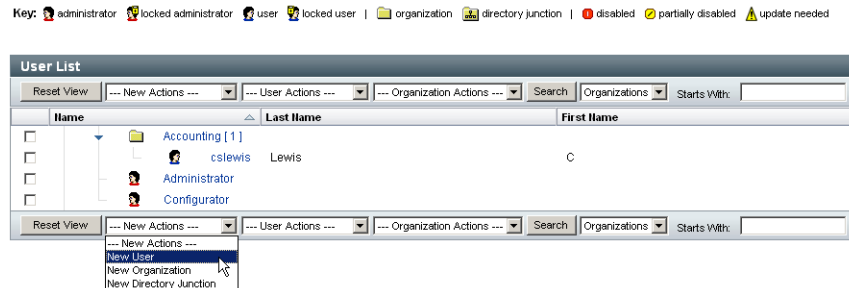 Key: administrator locked administrator user locked user | organization directory junction | disabled partially disabled update needed
User List
Reset View --- New Actions --- --- User Actions --- --- Organization Actions --- Search Organizations Starts With:
Name Last Name First Name
Accounting [ 1 ]
cslewis Lewis C
Administrator
Configurator
Reset View --- New Actions --- --- User Actions --- --- Organization Actions --- Search Organizations Starts With:
--- New Actions ---
New User
New Organization
New Directory Junction